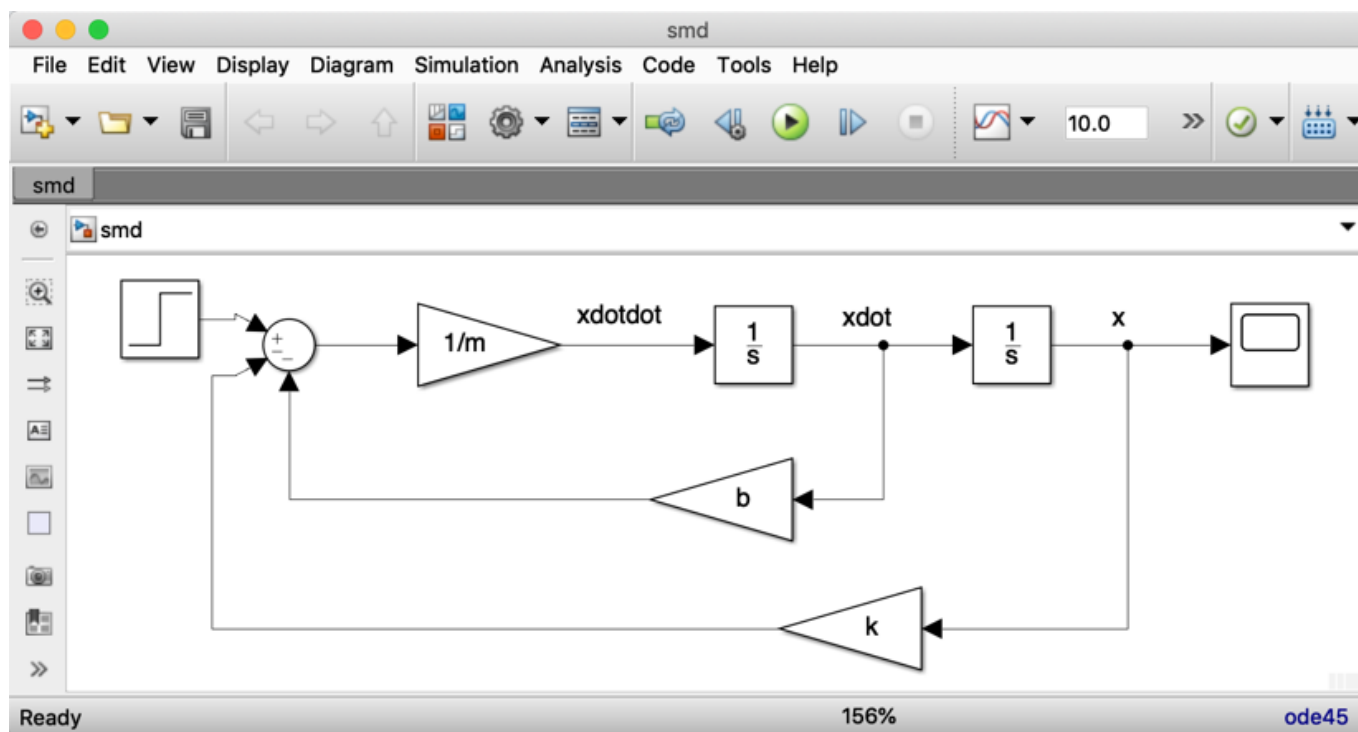 smd
File Edit View Display Diagram Simulation Analysis Code Tools Help
10.0
smd
smd
xdotdot
xdot
x
1/m
1
s
1
s
b
k
Ready 156% ode45